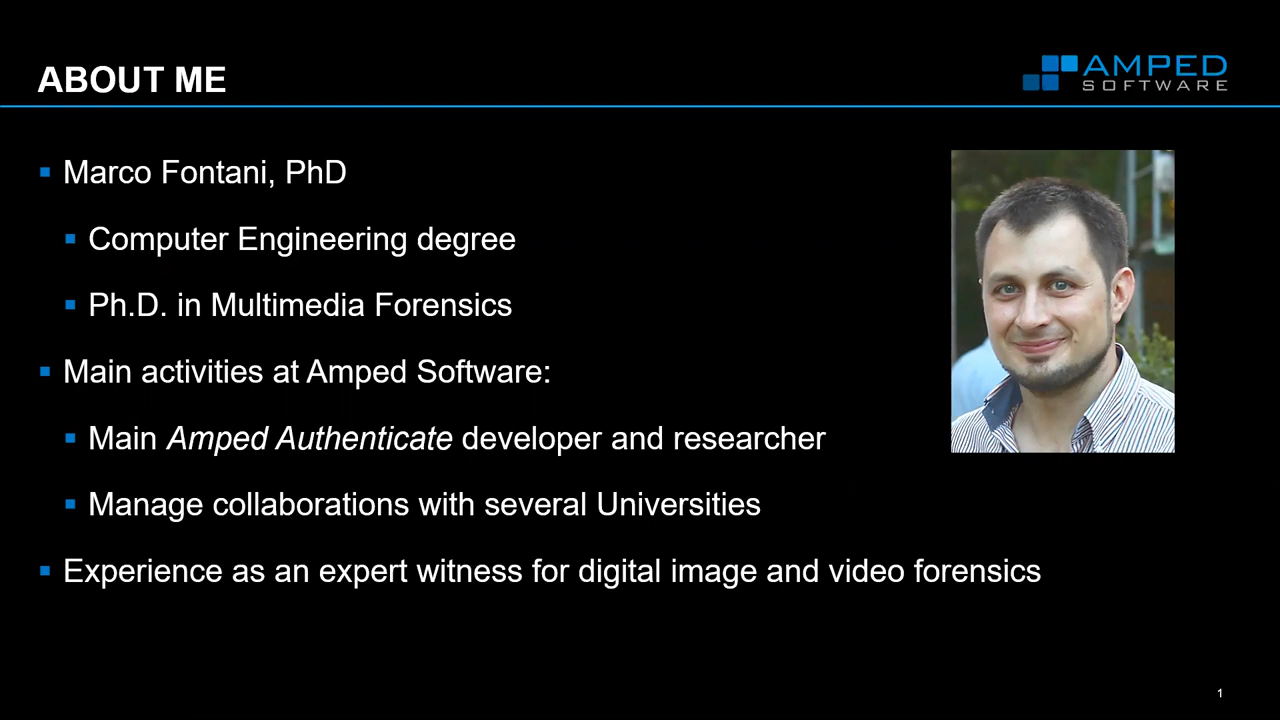 ABOUT ME
AMPED
SOFTWARE
Marco Fontani, PhD
Computer Engineering degree
Ph.D. in Multimedia Forensics
Main activities at Amped Software:
Main Amped Authenticate developer and researcher
Manage collaborations with several Universities
Experience as an expert witness for digital image and video forensics
1